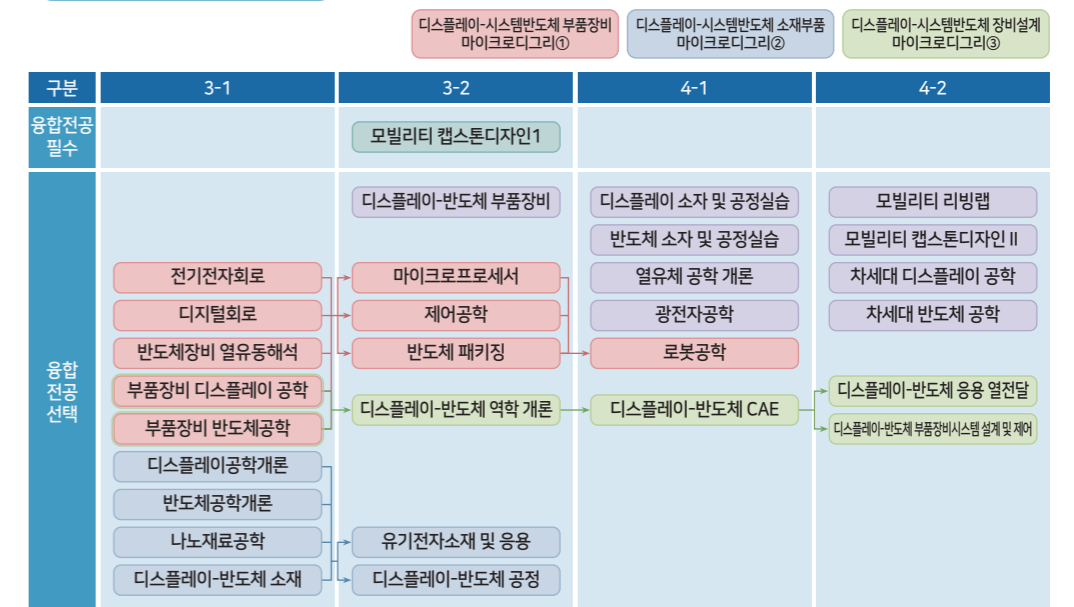 디스플레이-시스템반도체 부품장비
마이크로디그리①
디스플레이-시스템반도체 소재부품
마이크로디그리②
디스플레이-시스템반도체 장비설계
마이크로디그리③
구분
3-1
3-2
4-1
4-2
융합전공
필수
모빌리티 캡스톤디자인1
융합
전공
선택
전기전자회로
디지털회로
반도체장비 열유동해석
부품장비 디스플레이 공학
부품장비 반도체공학
디스플레이공학개론
반도체공학개론
나노재료공학
디스플레이-반도체 소재
디스플레이-반도체 부품장비
마이크로프로세서
제어공학
반도체 패키징
디스플레이-반도체 역학 개론
유기전자소재 및 응용
디스플레이-반도체 공정
디스플레이 소자 및 공정실습
반도체 소자 및 공정실습
열유체 공학 개론
광전자공학
로봇공학
디스플레이-반도체 CAE
모빌리티 리빙랩
모빌리티 캡스톤디자인 II
차세대 디스플레이 공학
차세대 반도체 공학
디스플레이-반도체 응용 열전달
디스플레이-반도체 부품장비시스템 설계 및 제어